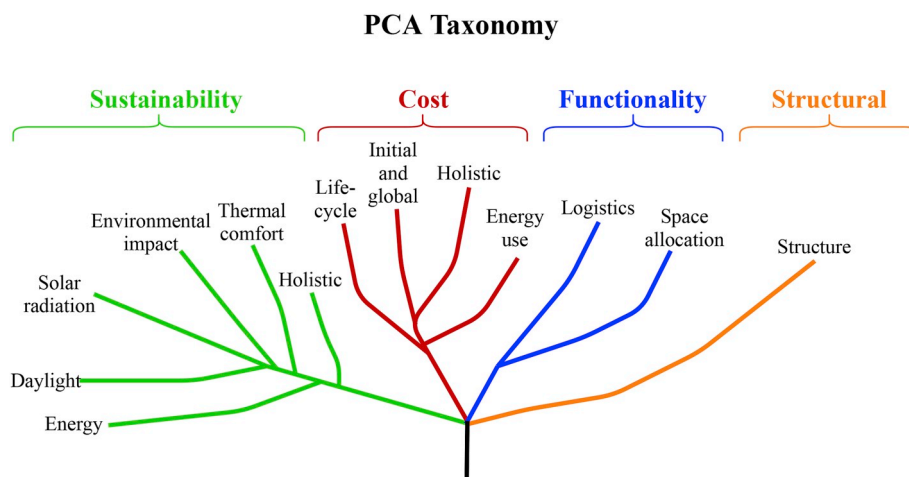 PCA Taxonomy
Sustainability
Cost
Functionality
Structural
Initial
and
global
Holistic
Life-
cycle
Logistics
Energy
use
Space
allocation
Structure
Environmental
impact
Thermal
comfort
Holistic
Solar
radiation
Daylight
Energy